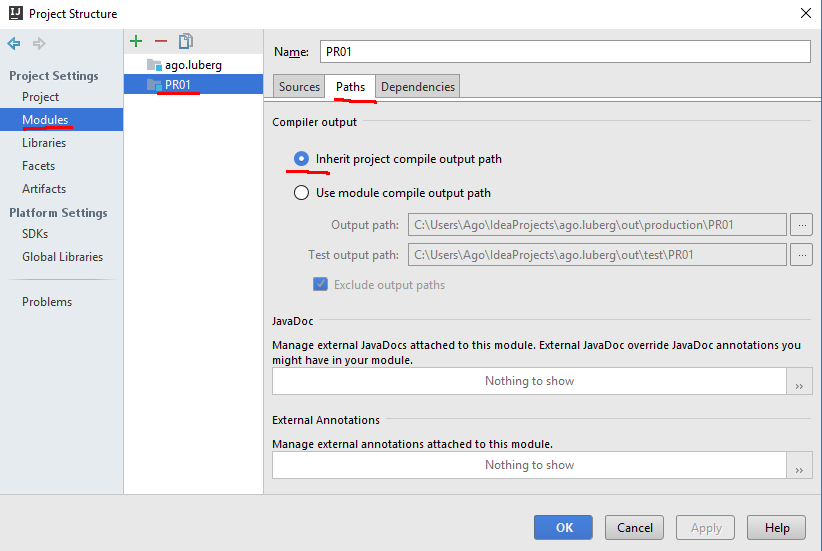 Project Structure
Project Settings
Project
Modules
Libraries
Facets
Artifacts
Platform Settings
SDKs
Global Libraries
Problems
ago.luberg
PR01
Name: PR01
Sources Paths Dependencies
Compiler output
Inherit project compile output path
Use module compile output path
Output path: C:\Users\Ago\IdeaProjects\ago.luberg\out\production\PR01 ...
Test output path: C:\Users\Ago\IdeaProjects\ago.luberg\out\test\PR01 ...
Exclude output paths
JavaDoc
Manage external JavaDocs attached to this module. External JavaDoc override JavaDoc annotations you
might have in your module.
Nothing to show
External Annotations
Manage external annotations attached to this module.
Nothing to show
OK Cancel Apply Help